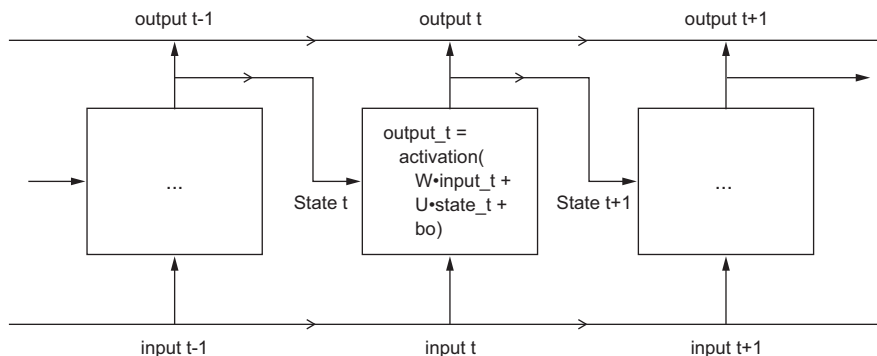 output t-1
output t
output t+1
...
output_t =
activation(
W•input_t +
U•state_t +
bo)
...
State t
State t+1
input t-1
input t
input t+1